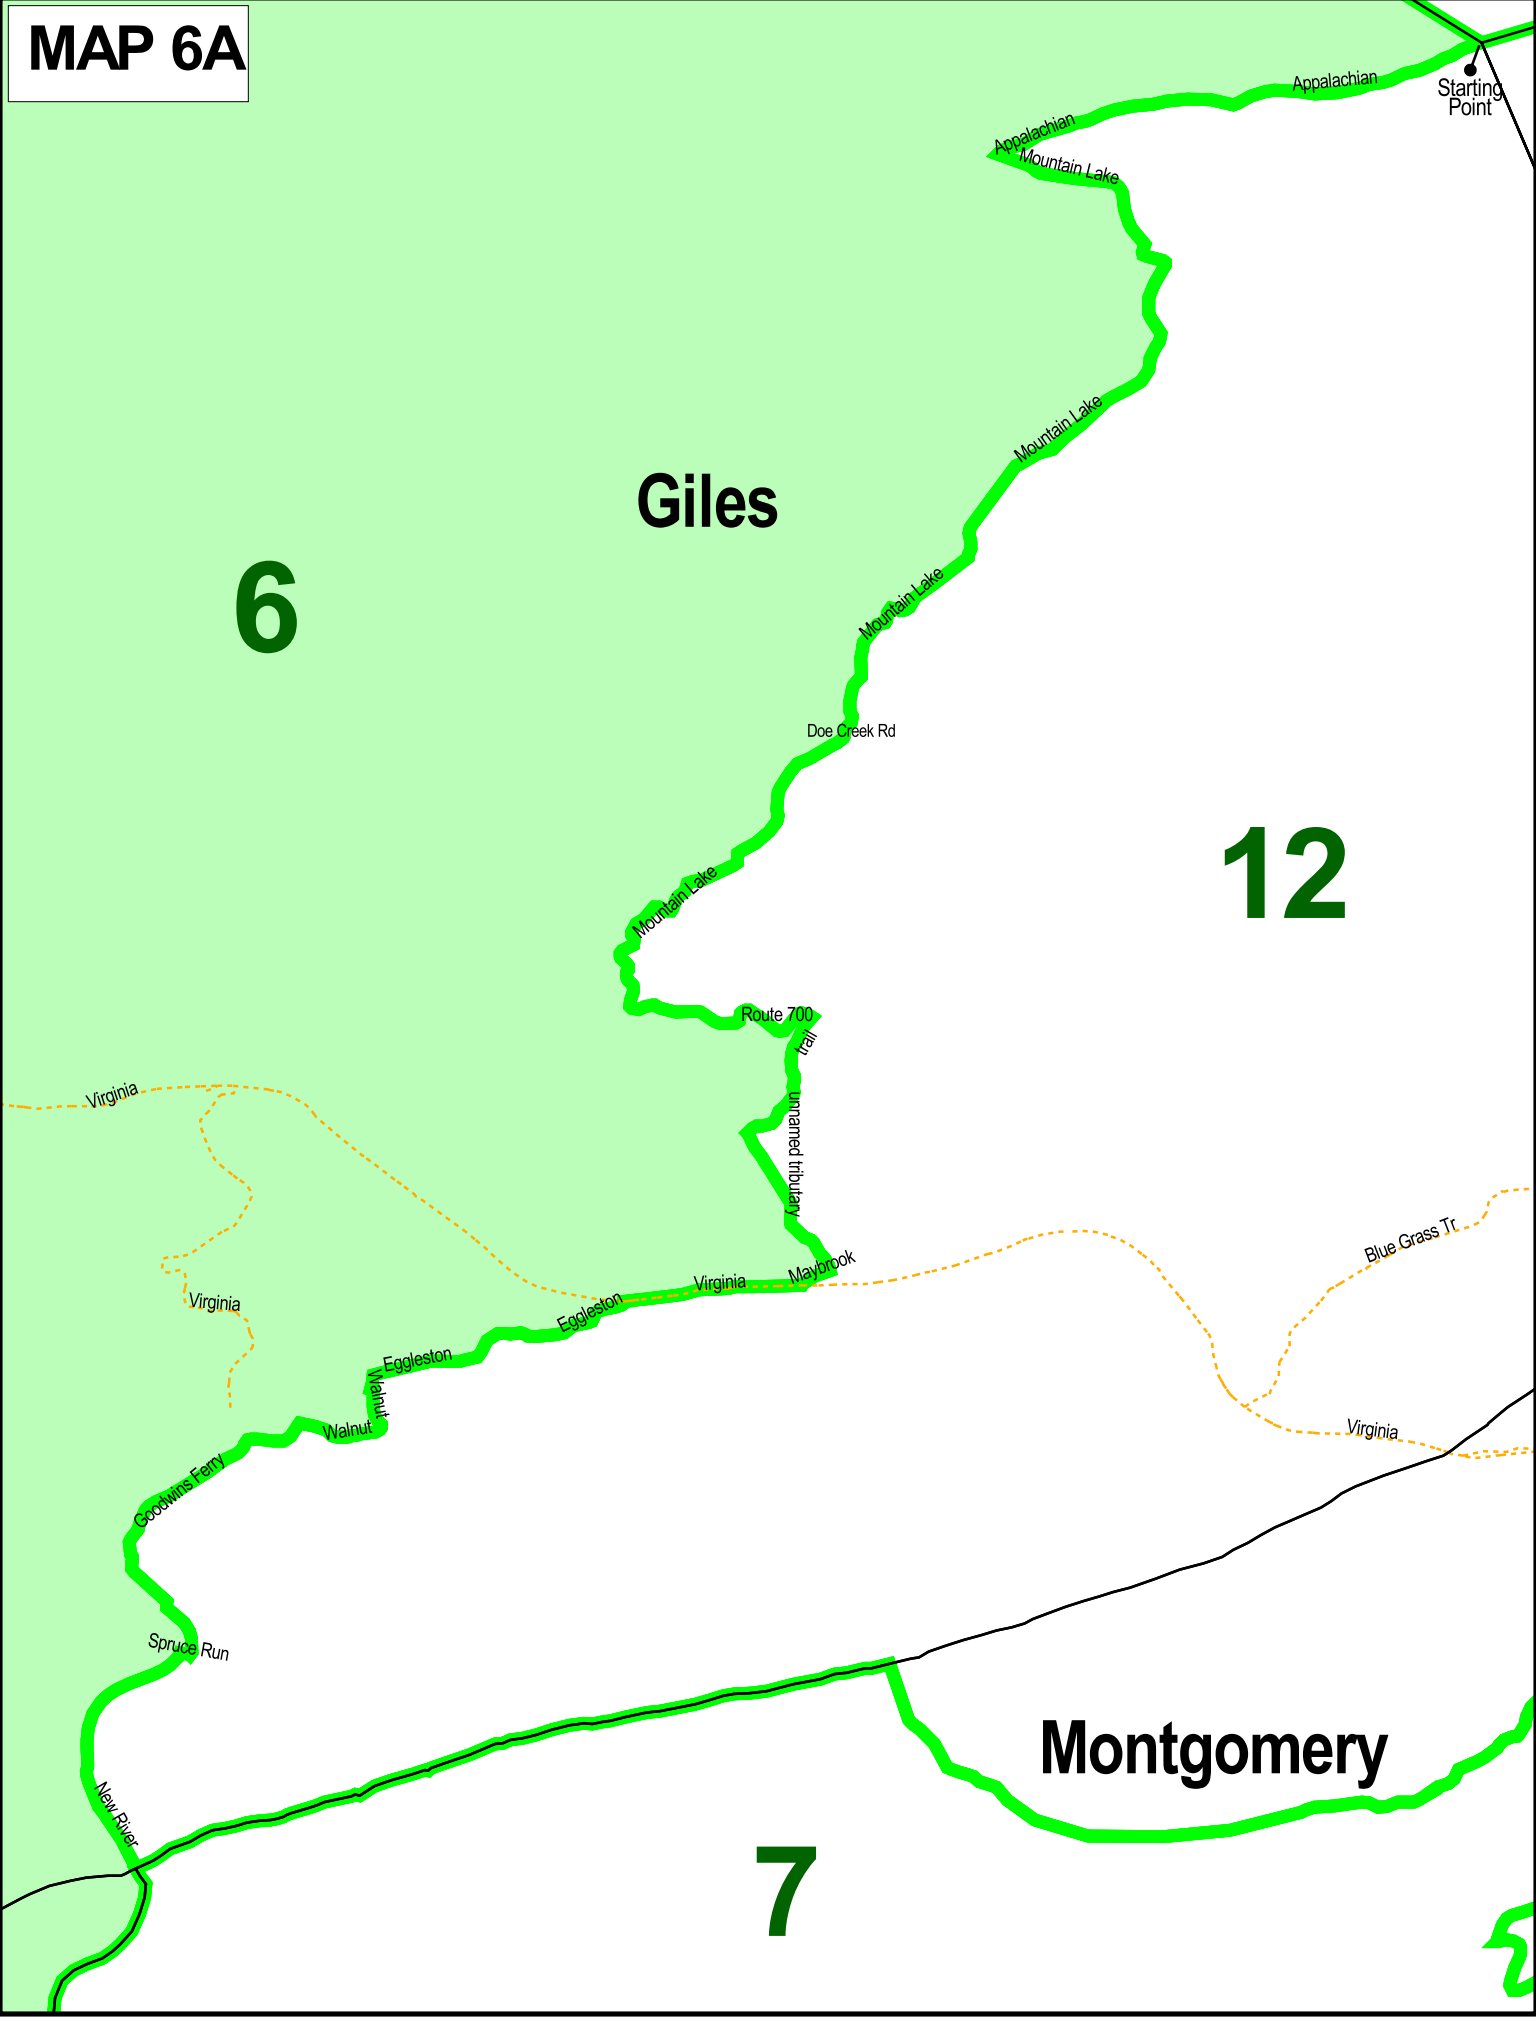 MAP 6A
Appalachian
Starting
Point
Appalachian
Mountain Lake
Mountain Lake
Giles
6
Mountain Lake
Doe Creek Rd
12
Mountain Lake
Route 700
trail
Virginia
unnamed tributary
Blue Grass Tr
Maybrook
Virginia
Virginia
Eggleston
Eggleston
Walnut
Walnut
Virginia
Goodwins Ferry
Spruce Run
Montgomery
New River
7